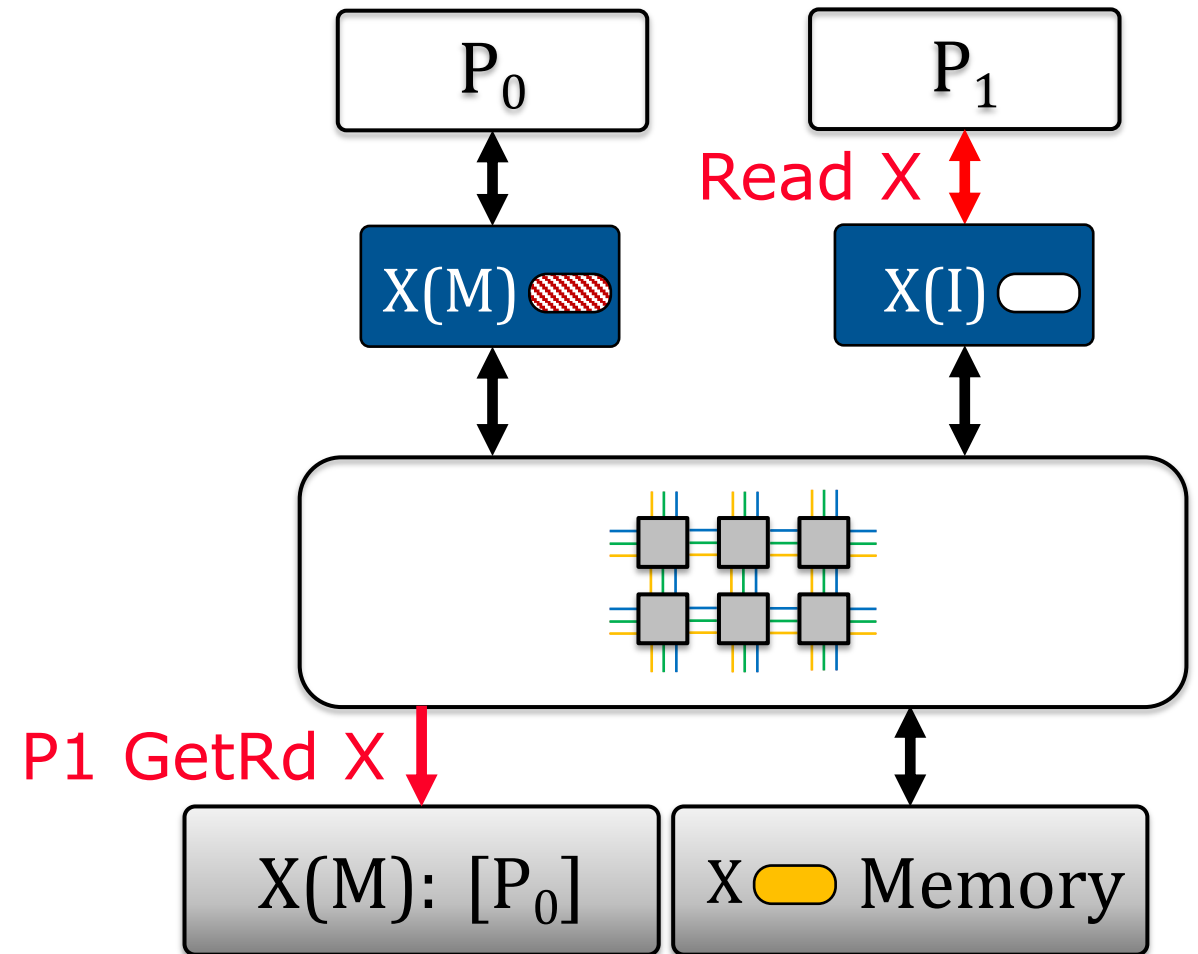 P₀
P₁
Read X
X(M)
X(I)
P1 GetRd X
X(M): [P₀]
X Memory